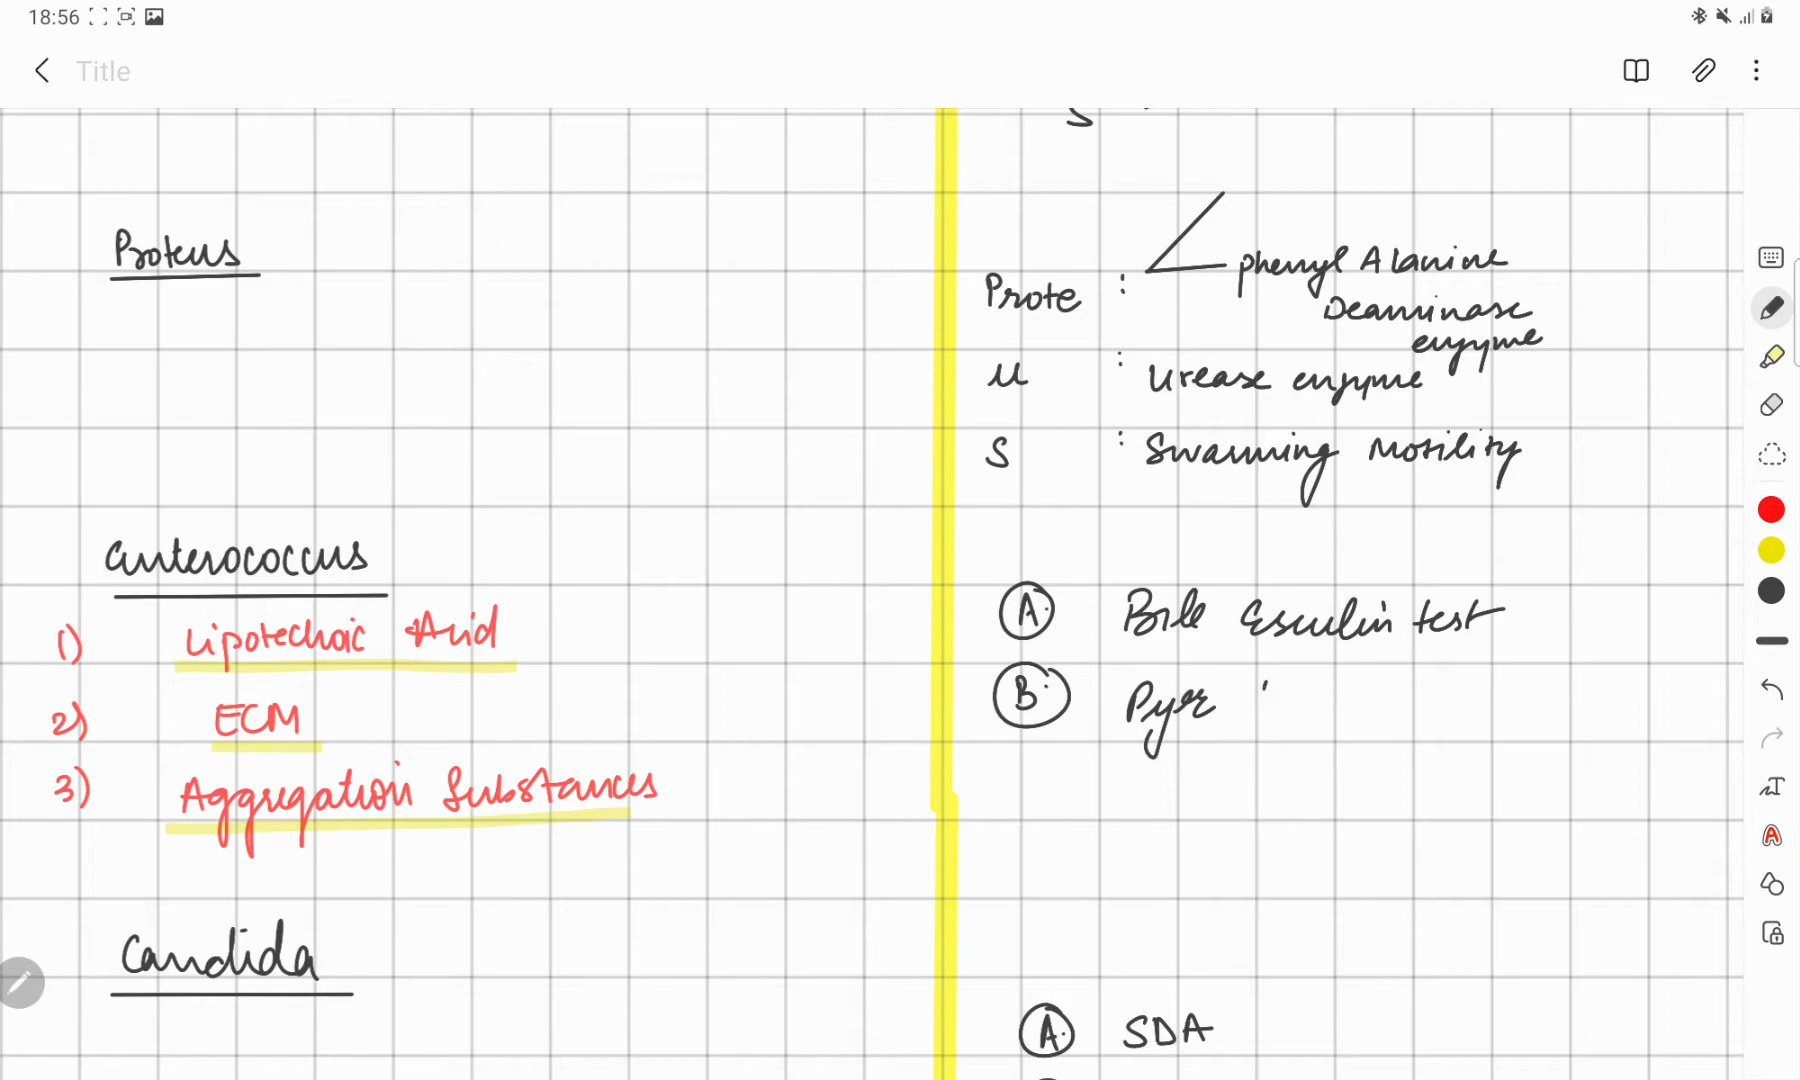 18:56
Title
Proteus
Prote : phenyl Alanine
Deaminase
enzyme
U : Urease enzyme
S : Swarming Motility
Enterococcus
1) Lipotechoic Acid
2) ECM
3) Aggregation Substances
A. Bile Esculin test
B. Pyr
Candida
A. SDA